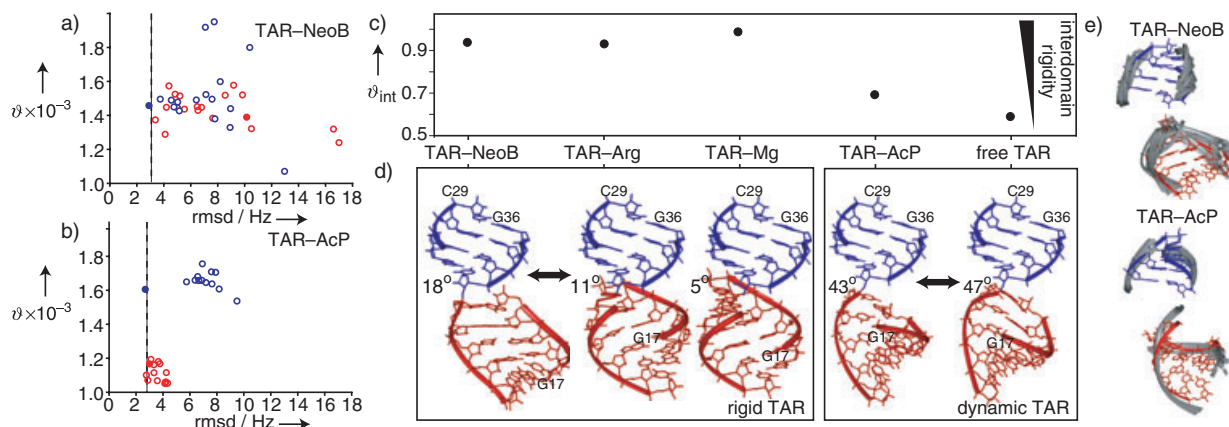 a)
TAR–NeoB
ϑ×10⁻³
1.8
1.6
1.4
1.2
1.0
0 2 4 6 8 10 12 14 16 18
rmsd / Hz
b)
TAR–AcP
ϑ×10⁻³
1.8
1.6
1.4
1.2
1.0
0 2 4 6 8 10 12 14 16 18
rmsd / Hz
c)
ϑint
0.9
0.7
0.5
interdomain
rigidity
TAR–NeoB TAR–Arg TAR–Mg TAR–AcP free TAR
d)
C29 C29 C29 C29 C29
G36 G36 G36 G36 G36
18° 11° 5° 43° 47°
G17 G17 G17 G17 G17
rigid TAR
dynamic TAR
e)
TAR–NeoB
TAR–AcP